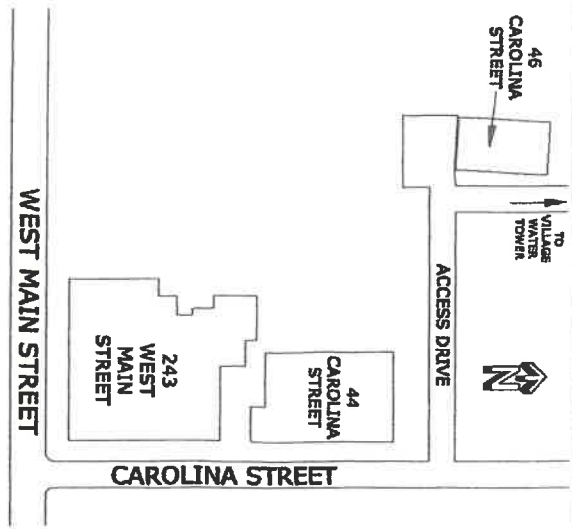 46
CAROLINA
STREET
TO
VILLAGE
WATER
TOWER
ACCESS DRIVE
N
WEST MAIN STREET
243
WEST
MAIN
STREET
44
CAROLINA
STREET
CAROLINA STREET